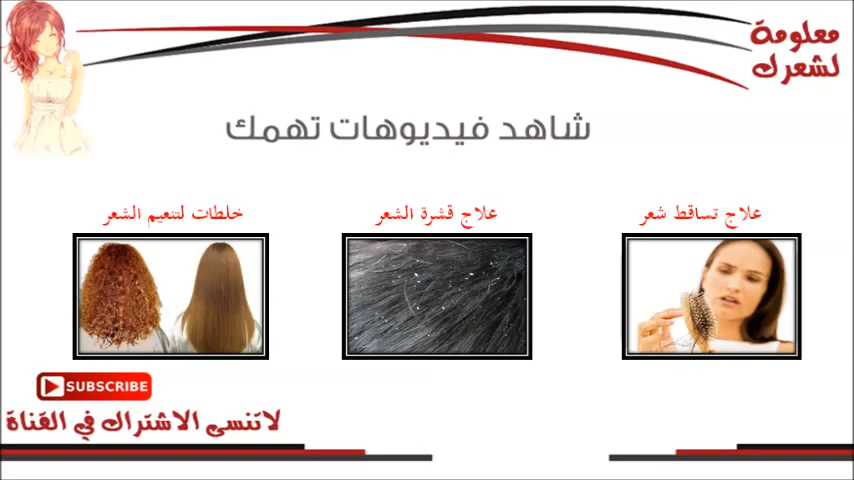 معلومة
لشعرك
شاهد فيديوهات تهمك
علاج تساقط شعر
علاج قشرة الشعر
خلطات لتنعيم الشعر
SUBSCRIBE
لاتنسى الاشتراك في القناة